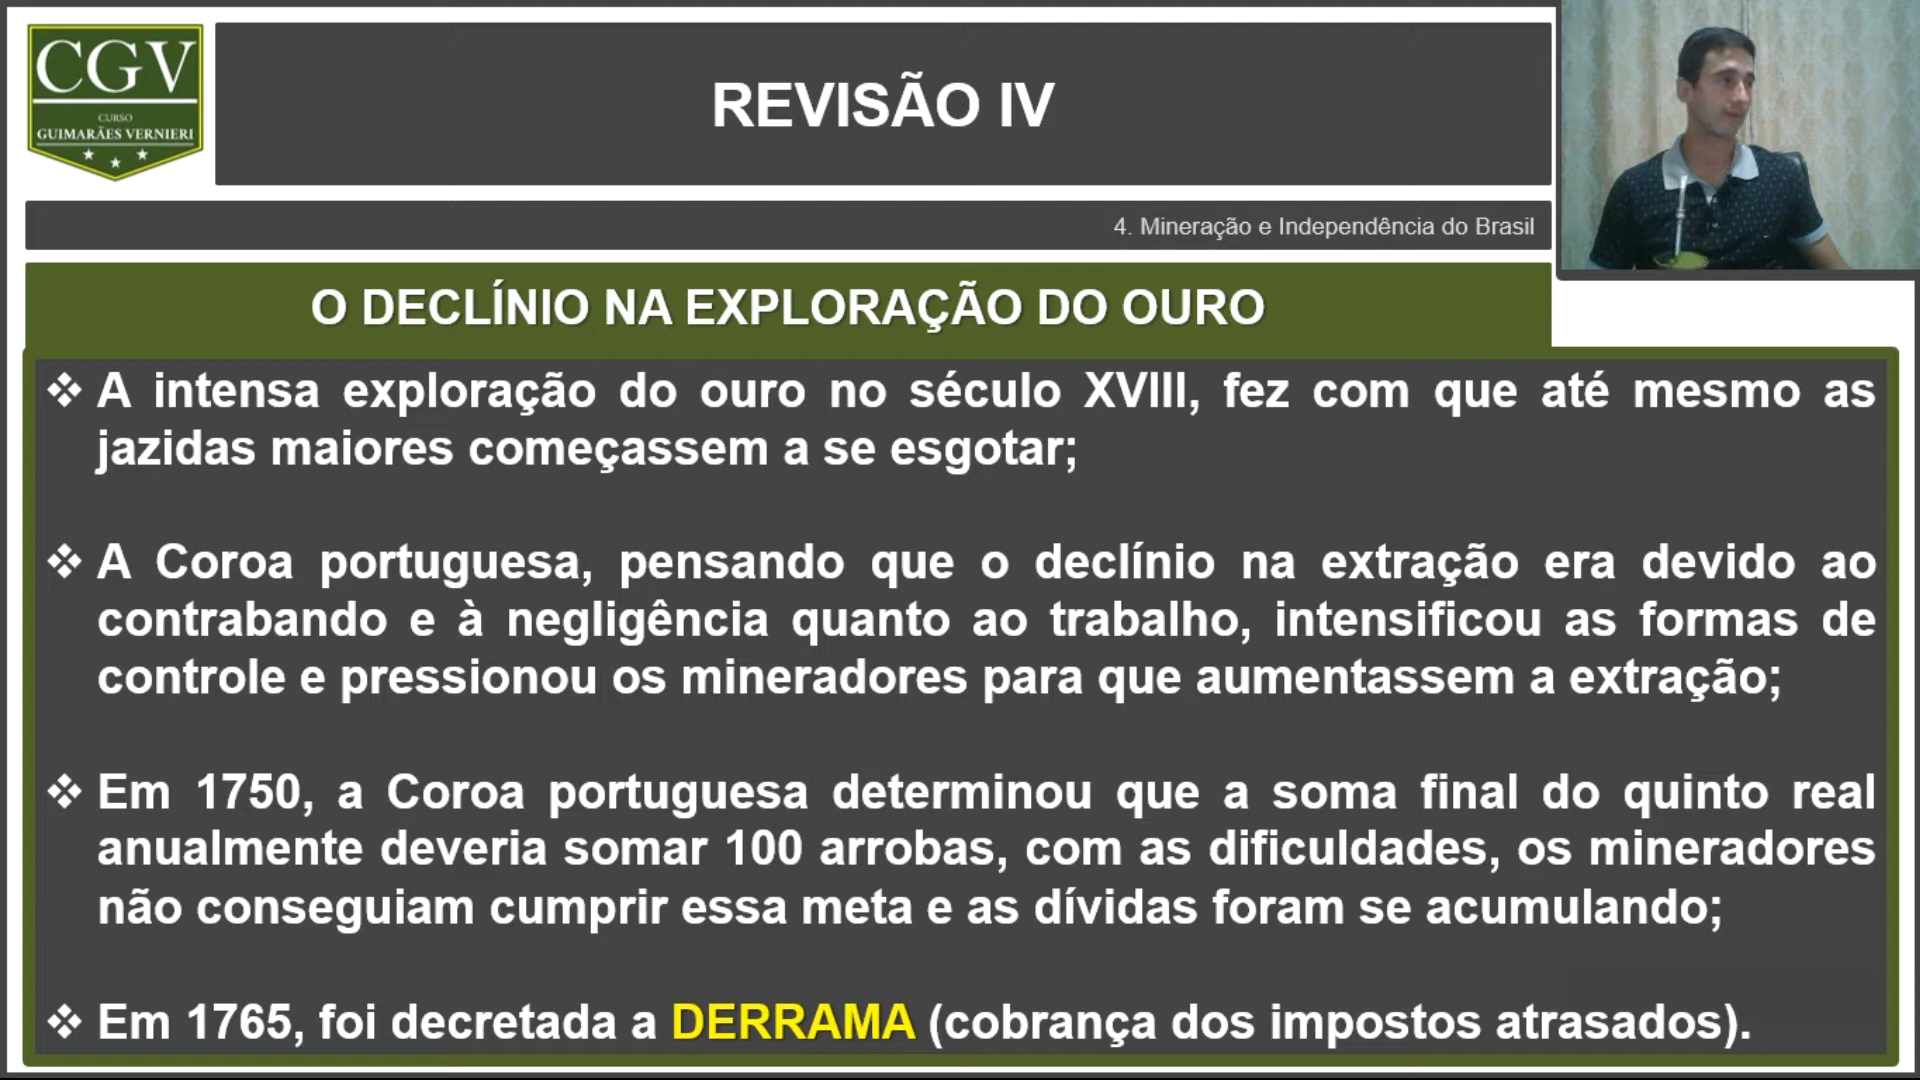 CGV
CURSO
GUIMARÃES VERNIERI
REVISÃO IV
4. Mineração e Independência do Brasil
O DECLÍNIO NA EXPLORAÇÃO DO OURO
❖ A intensa exploração do ouro no século XVIII, fez com que até mesmo as
jazidas maiores começassem a se esgotar;
❖ A Coroa portuguesa, pensando que o declínio na extração era devido ao
contrabando e à negligência quanto ao trabalho, intensificou as formas de
controle e pressionou os mineradores para que aumentassem a extração;
❖ Em 1750, a Coroa portuguesa determinou que a soma final do quinto real
anualmente deveria somar 100 arrobas, com as dificuldades, os mineradores
não conseguiam cumprir essa meta e as dívidas foram se acumulando;
❖ Em 1765, foi decretada a DERRAMA (cobrança dos impostos atrasados).